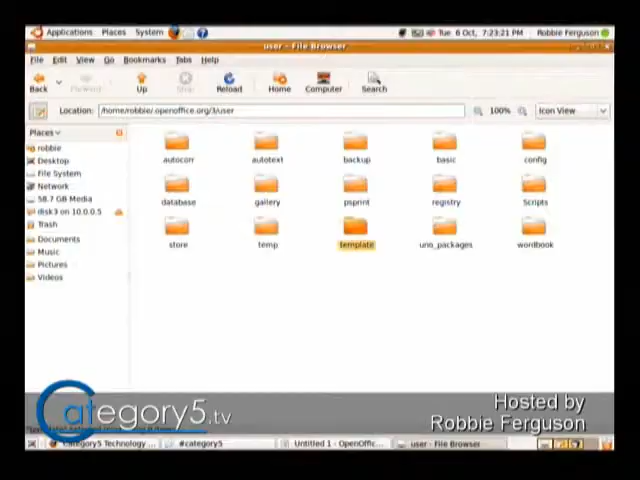 Applications Places System Tue 6 Oct, 7:23:21 PM Robbie Ferguson
user - File Browser
File Edit View Go Bookmarks Tabs Help
Back Forward Up Stop Reload Home Computer Search
Location: /home/robbie/.openoffice.org/3/user 100% Icon View
Places
robbie
Desktop
File System
Network
58.7 GB Media
disk3 on 10.0.0.5
Trash
Documents
Music
Pictures
Videos
autocorr autotext backup basic config
database gallery psprint registry Scripts
store temp template uno_packages wordbook
Category5.tv
Hosted by
Robbie Ferguson
Category5 Technology ... #category5 Untitled 1 - OpenOffic... user - File Browser